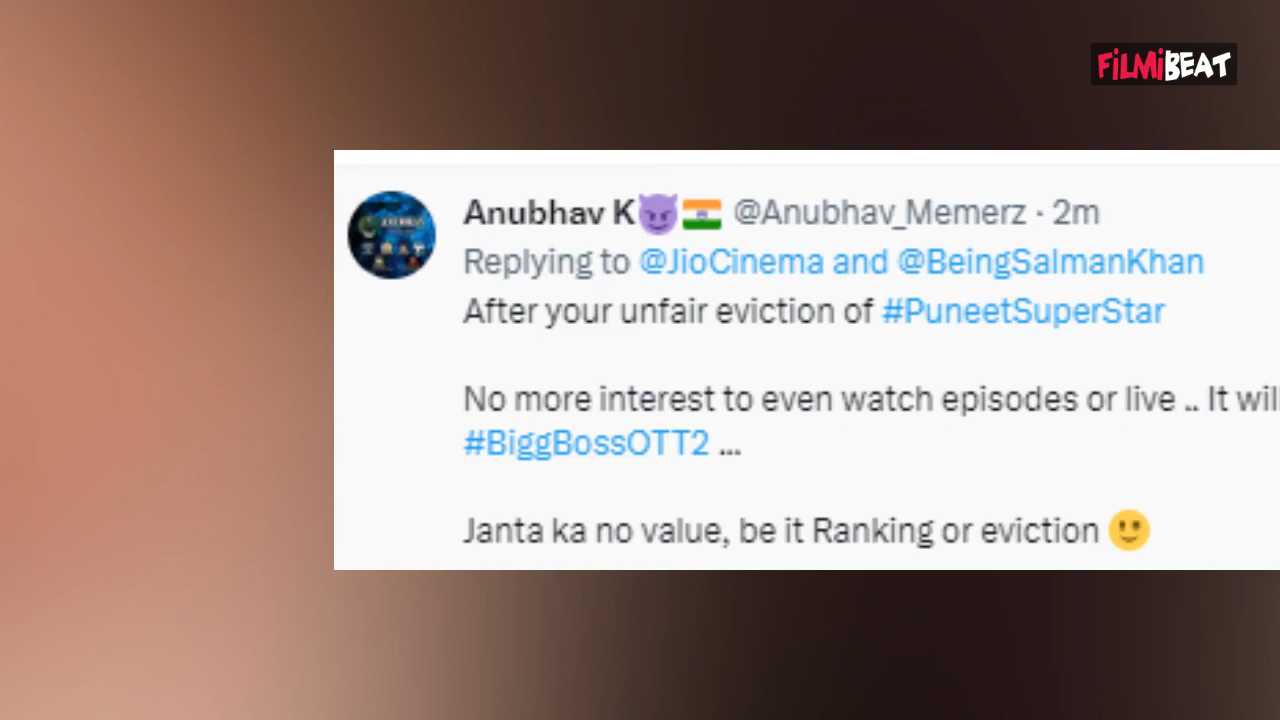 FiLMiBEAT
Anubhav K😈🇮🇳 @Anubhav_Memerz · 2m
Replying to @JioCinema and @BeingSalmanKhan
After your unfair eviction of #PuneetSuperStar
No more interest to even watch episodes or live .. It will
#BiggBossOTT2 ...
Janta ka no value, be it Ranking or eviction 🙂